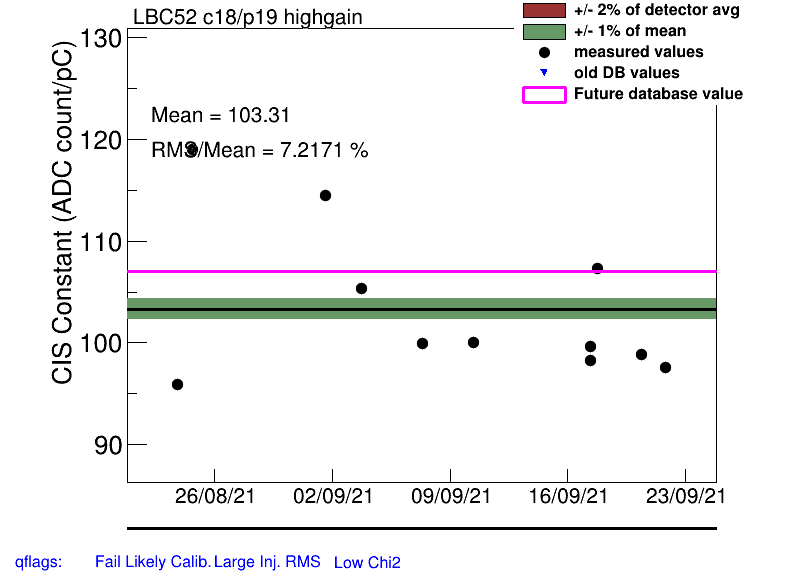 LBC52 c18/p19 highgain
+/- 2% of detector avg
+/- 1% of mean
measured values
old DB values
Future database value
Mean = 103.31
RMS/Mean = 7.2171 %
CIS Constant (ADC count/pC)
130
120
110
100
90
26/08/21 02/09/21 09/09/21 16/09/21 23/09/21
qflags: Fail Likely Calib. Large Inj. RMS Low Chi2